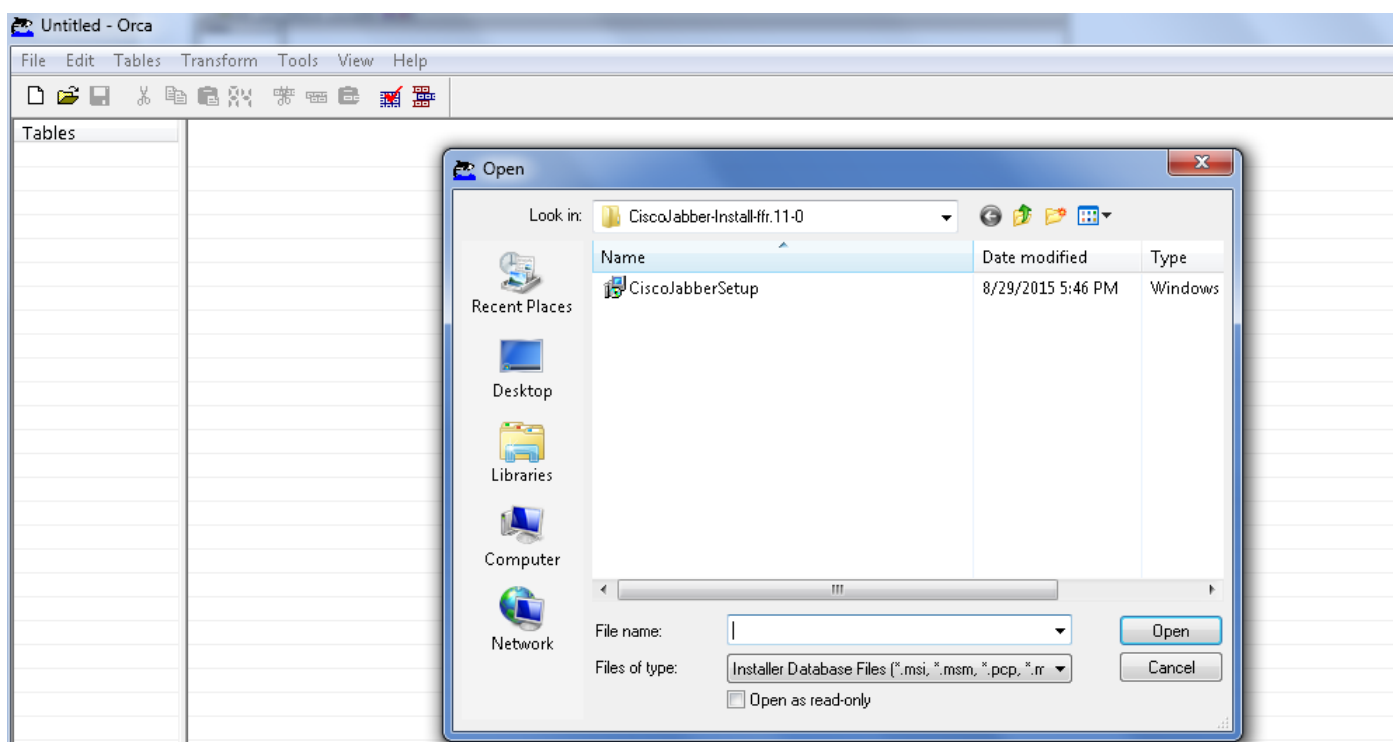 Untitled - Orca
File Edit Tables Transform Tools View Help
Tables
Open
Look in: CiscoJabber-Install-ffr.11-0
Name Date modified Type
CiscoJabberSetup 8/29/2015 5:46 PM Windows
Recent Places
Desktop
Libraries
Computer
Network
File name: Open
Files of type: Installer Database Files (*.msi, *.msm, *.pcp, *.m Cancel
Open as read-only